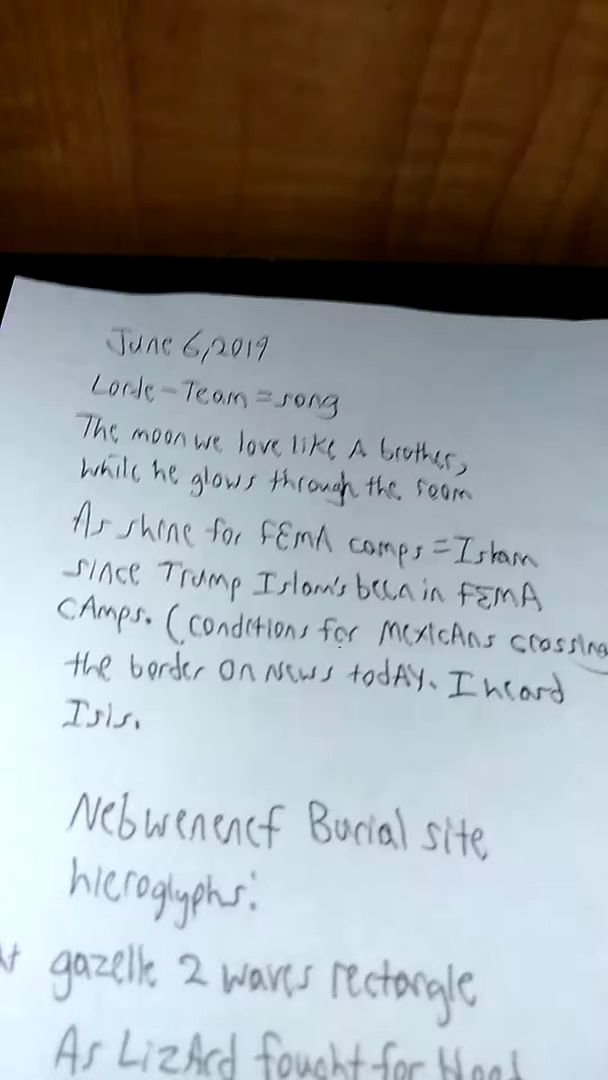 June 6, 2019
Lorde - Team = song
The moon we love like A brother,
while he glows through the room
As shine for FEMA camps = Islam
since Trump Islam's been in FEMA
CAmps. (conditions for MexicAns crossing
the border on News todAY. I heard
Isis.
Nebwenenef Burial site
hieroglyphs:
gazelle 2 waves rectangle
As LizArd fought for blood